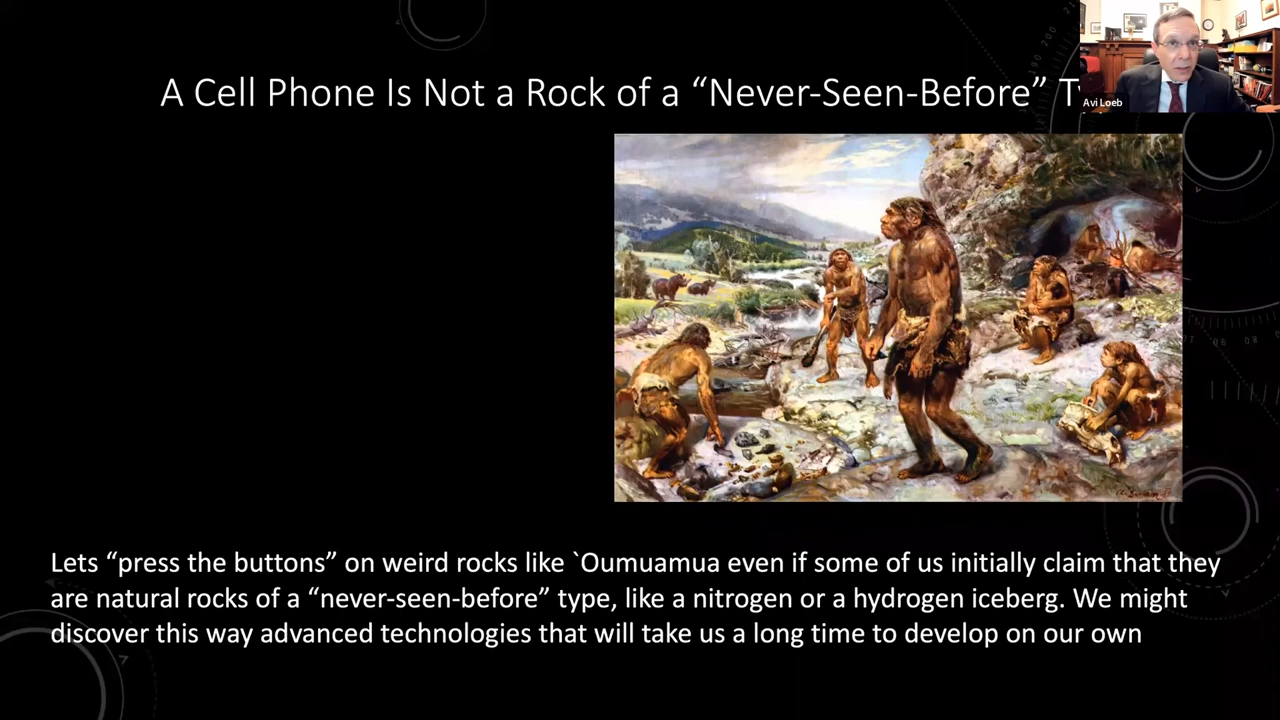 A Cell Phone Is Not a Rock of a “Never-Seen-Before”
Avi Loeb
Lets “press the buttons” on weird rocks like `Oumuamua even if some of us initially claim that they
are natural rocks of a “never-seen-before” type, like a nitrogen or a hydrogen iceberg. We might
discover this way advanced technologies that will take us a long time to develop on our own